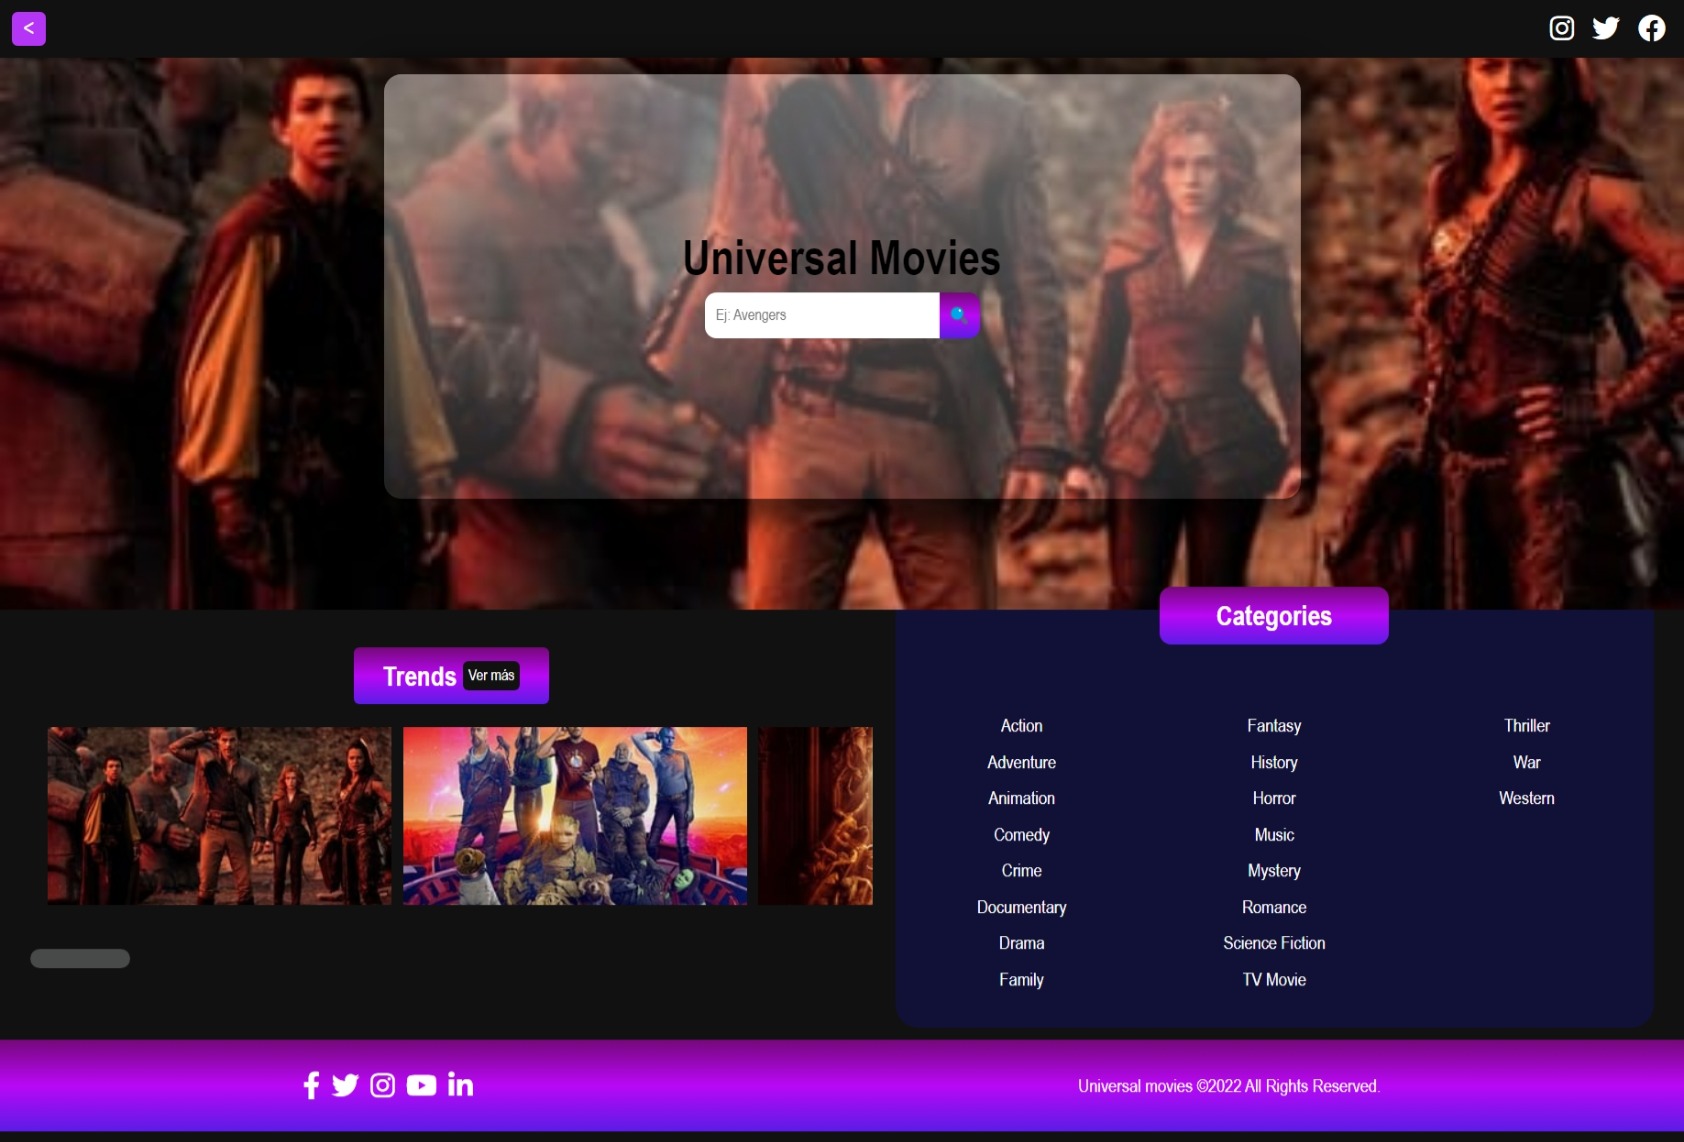 <
Universal Movies
Ej: Avengers
Categories
Trends Ver más
Action
Adventure
Animation
Comedy
Crime
Documentary
Drama
Family
Fantasy
History
Horror
Music
Mystery
Romance
Science Fiction
TV Movie
Thriller
War
Western
Universal movies ©2022 All Rights Reserved.